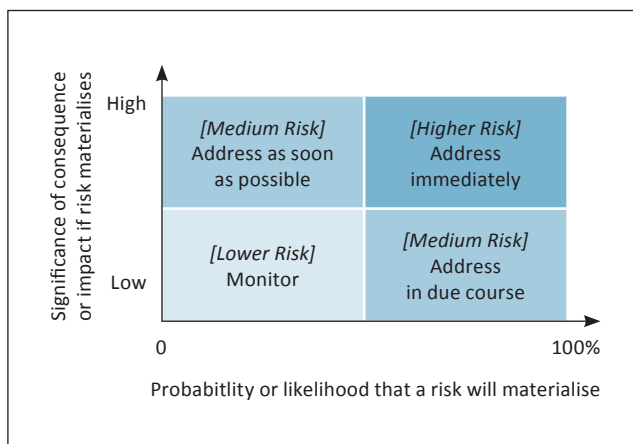 Significance of consequence
or impact if risk materialises
High
Low
[Medium Risk]
Address as soon
as possible
[Higher Risk]
Address
immediately
[Lower Risk]
Monitor
[Medium Risk]
Address
in due course
0
100%
Probabitlity or likelihood that a risk will materialise